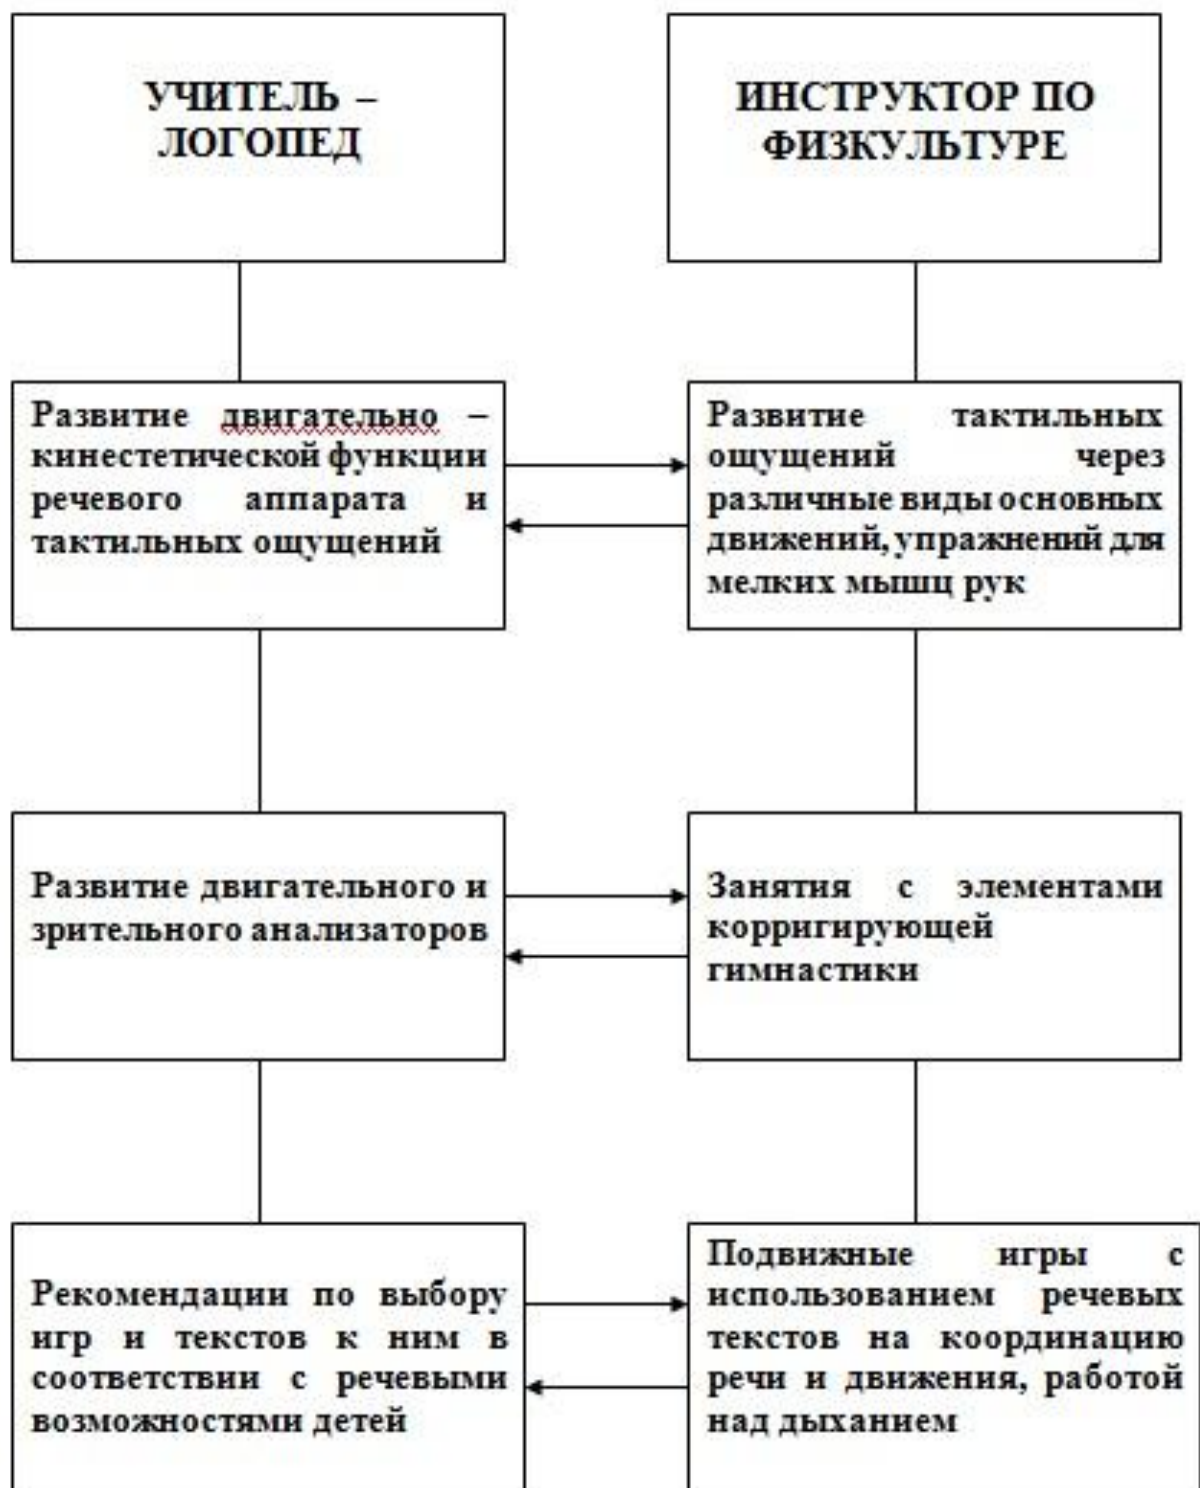 УЧИТЕЛЬ –
ЛОГОПЕД
ИНСТРУКТОР ПО
ФИЗКУЛЬТУРЕ
Развитие двигательно –
кинестетической функции
речевого аппарата и
тактильных ощущений
Развитие тактильных
ощущений через
различные виды основных
движений, упражнений для
мелких мышц рук
Развитие двигательного и
зрительного анализаторов
Занятия с элементами
корригирующей
гимнастики
Рекомендации по выбору
игр и текстов к ним в
соответствии с речевыми
возможностями детей
Подвижные игры с
использованием речевых
текстов на координацию
речи и движения, работой
над дыханием